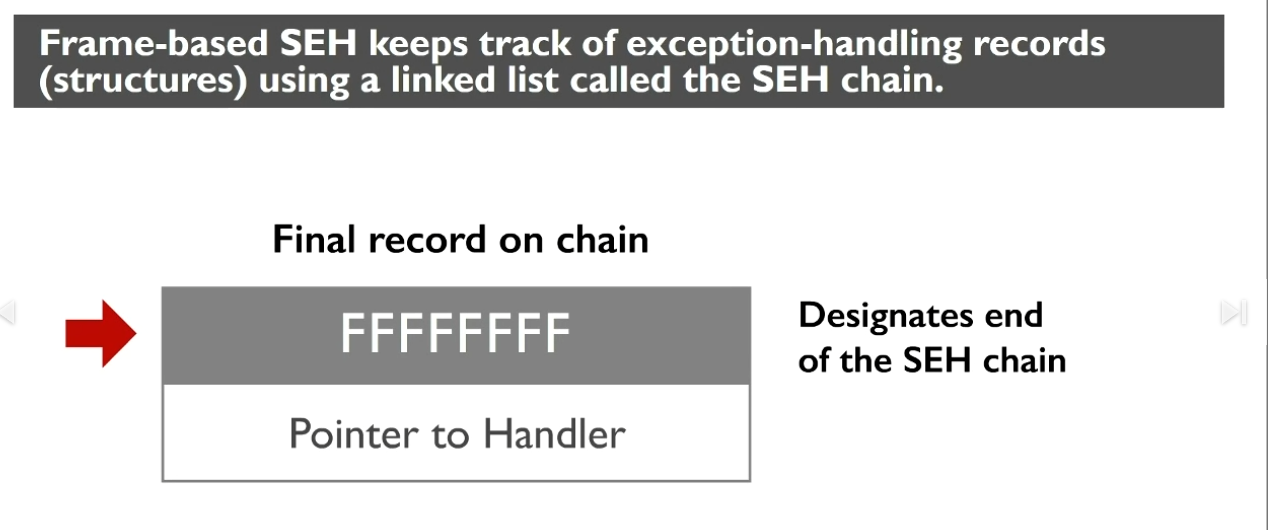 Frame-based SEH keeps track of exception-handling records
(structures) using a linked list called the SEH chain.
Final record on chain
FFFFFFFF
Designates end
of the SEH chain
Pointer to Handler